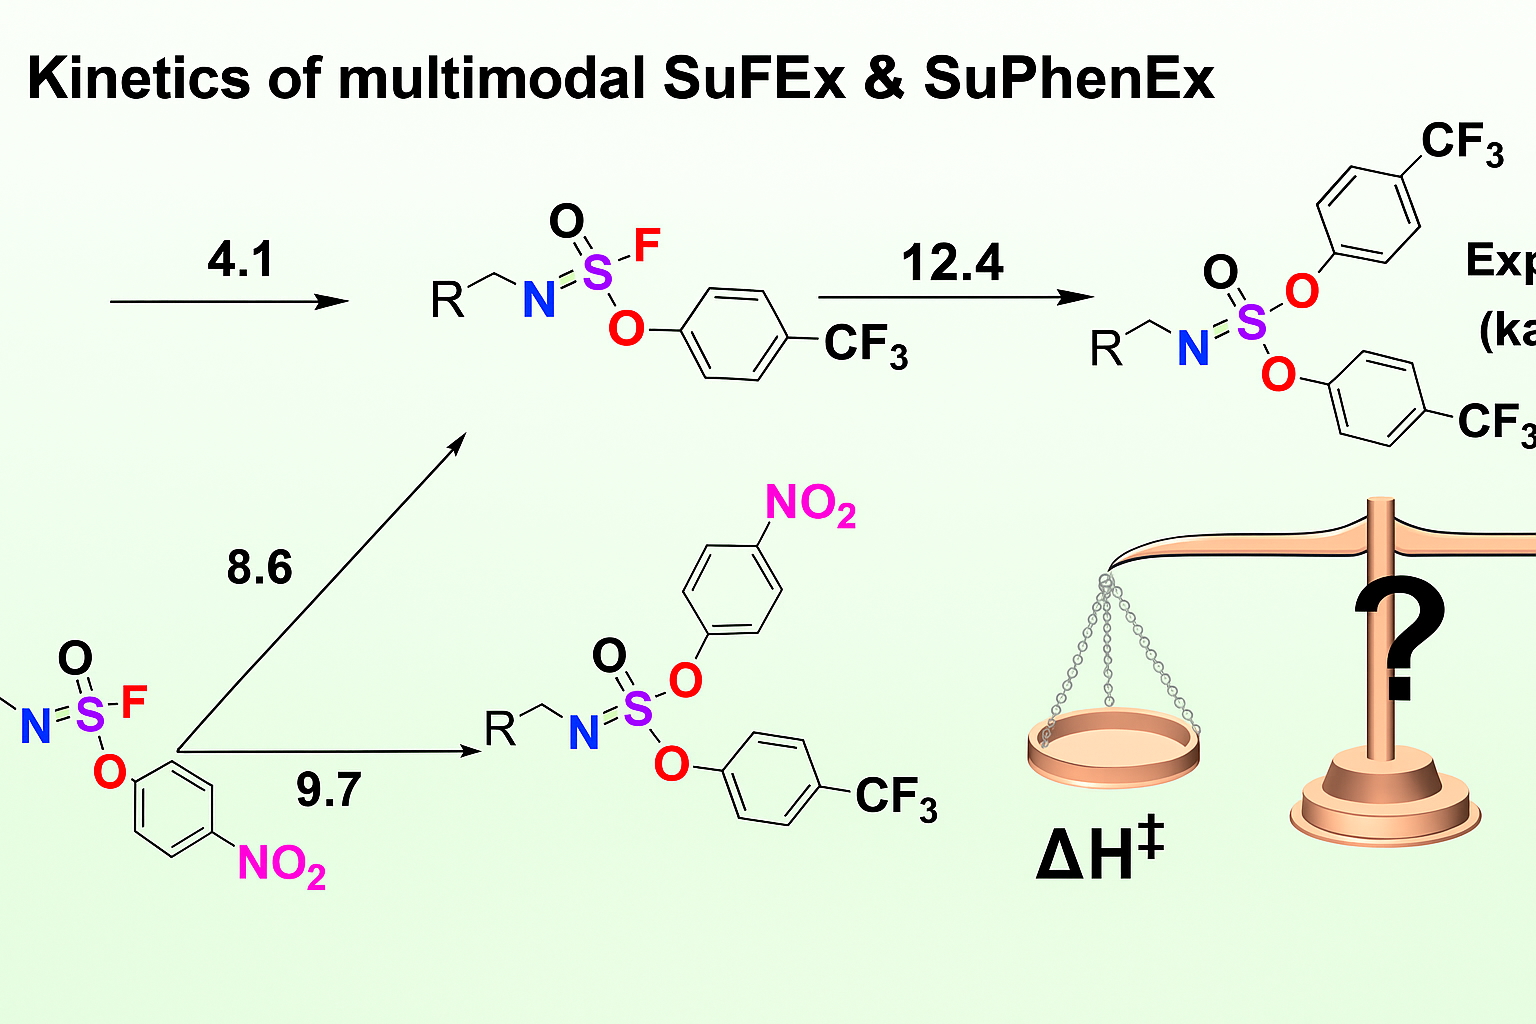 Kinetics of multimodal SuFEx & SuPhenEx
4.1
R N S O F O CF3
12.4
R N S O O CF3 O CF3
8.6
N S O F O NO2
9.7
R N S O O NO2 O CF3
?
ΔH‡